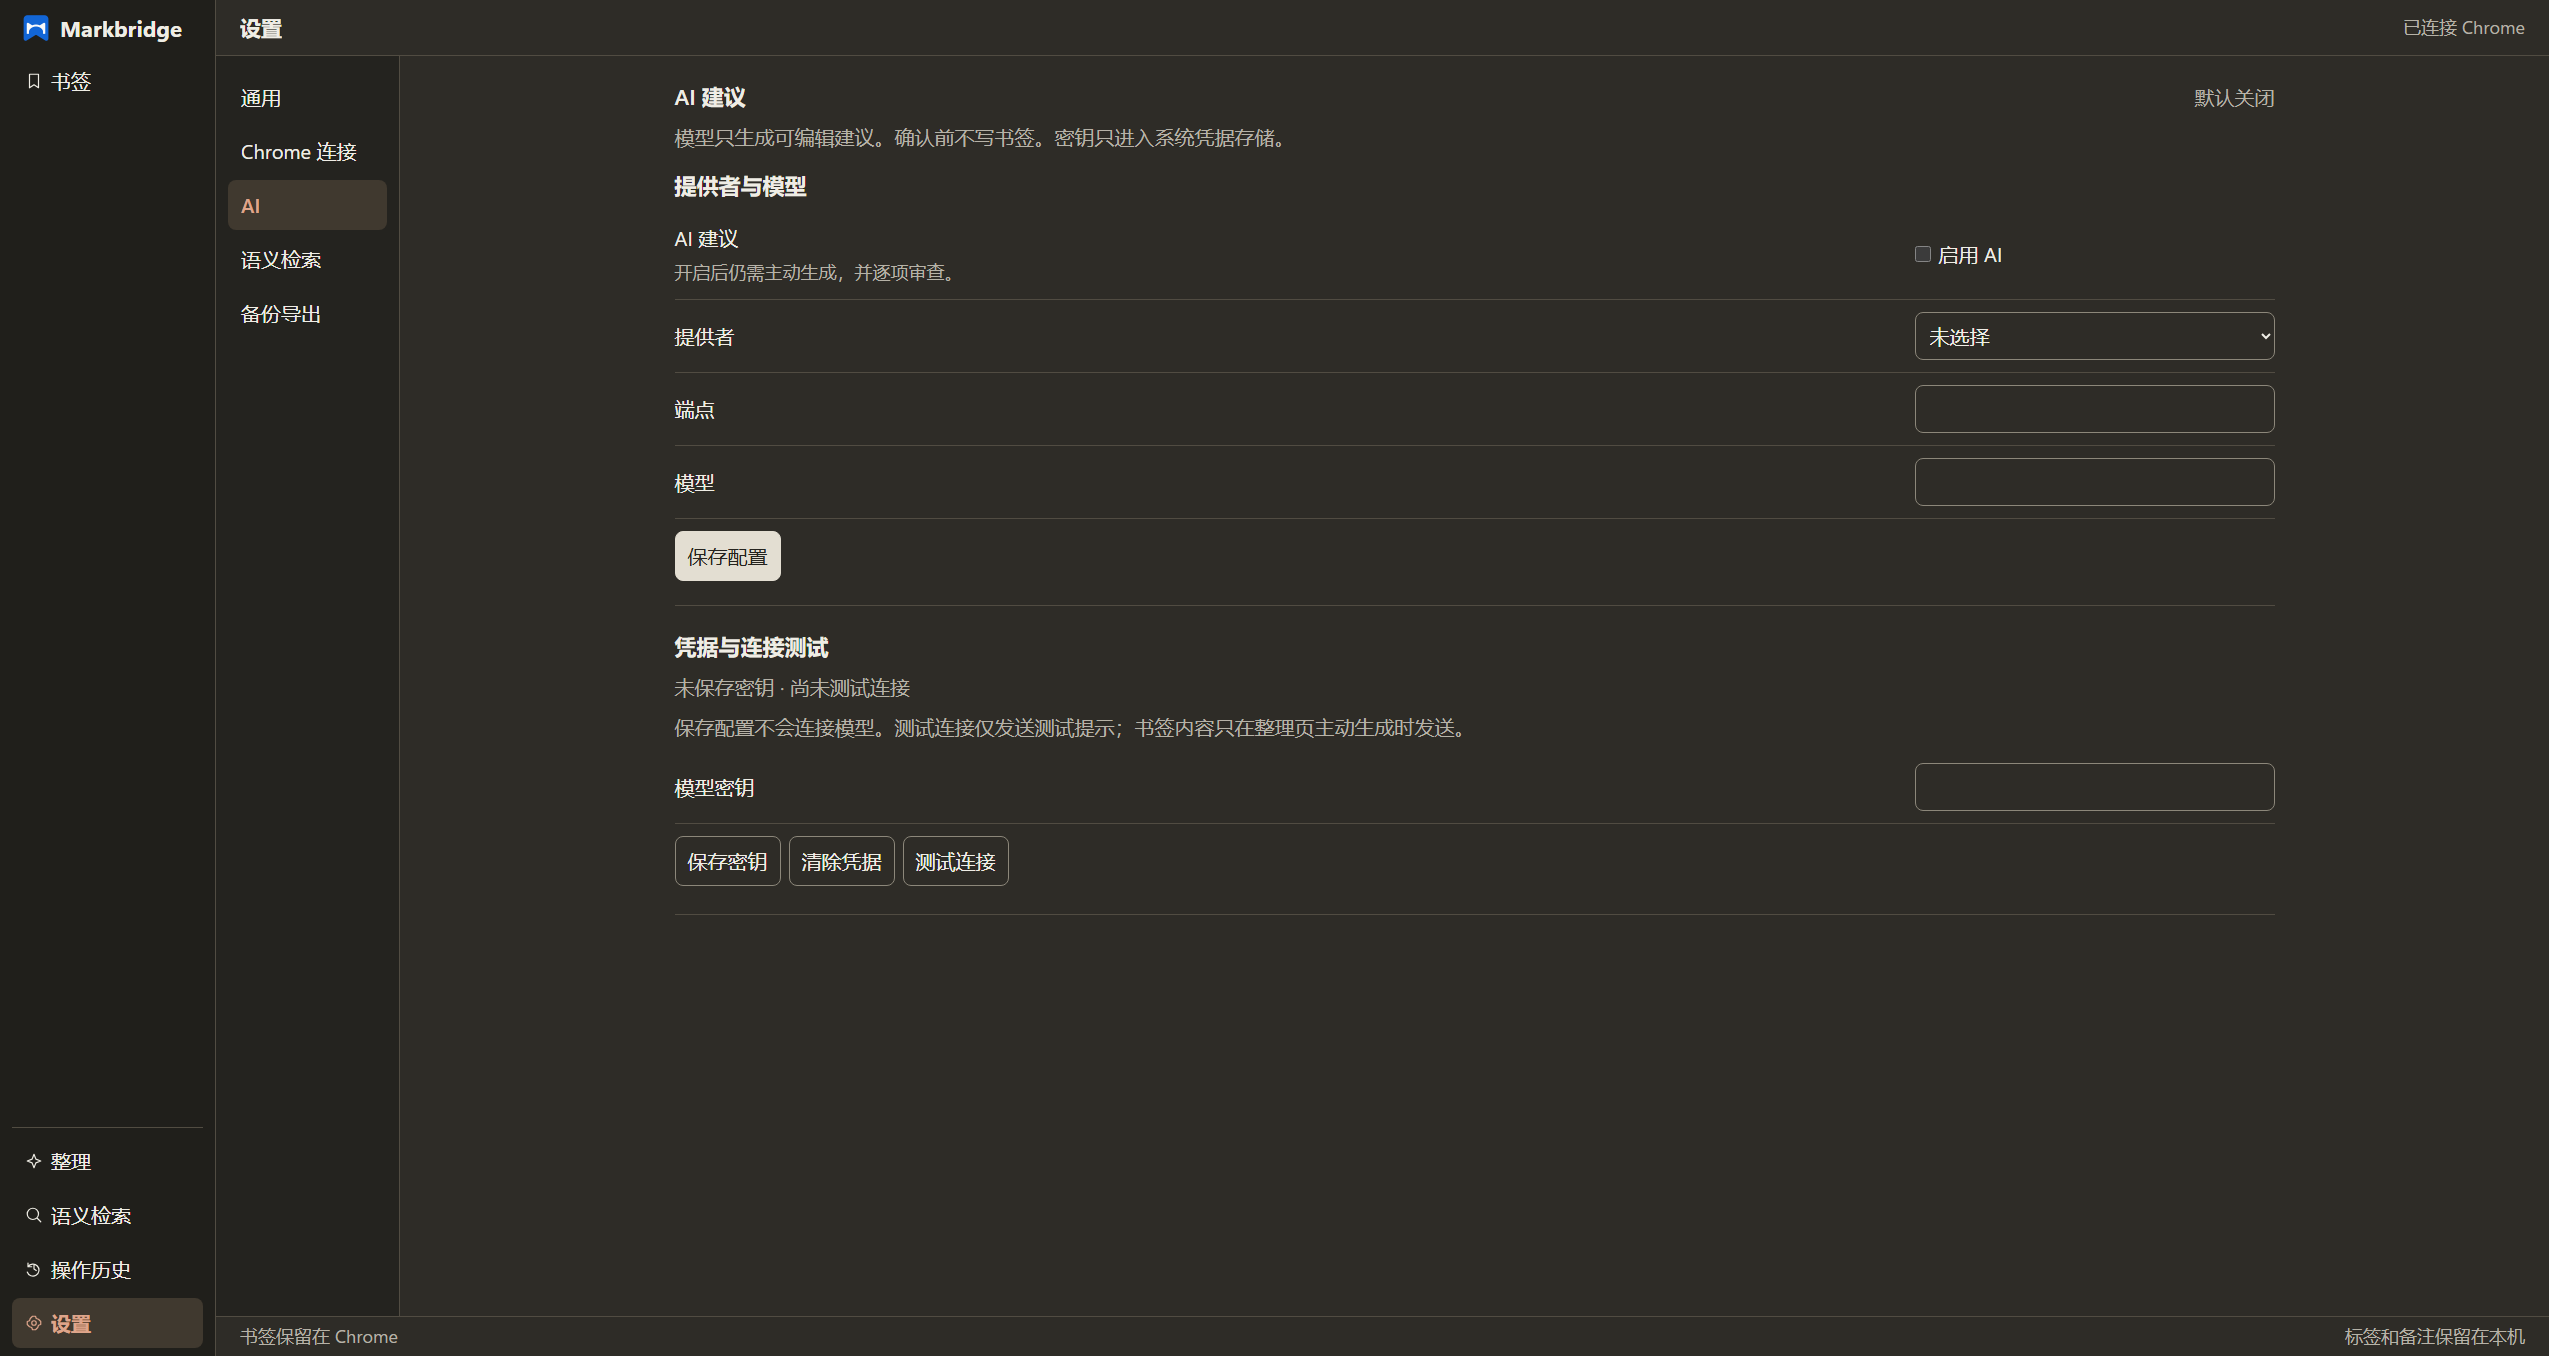 Markbridge
书签
整理
语义检索
操作历史
设置
设置
已连接 Chrome
通用
Chrome 连接
AI
语义检索
备份导出
AI 建议
默认关闭
模型只生成可编辑建议。确认前不写书签。密钥只进入系统凭据存储。
提供者与模型
AI 建议
开启后仍需主动生成，并逐项审查。
启用 AI
提供者
未选择
端点
模型
保存配置
凭据与连接测试
未保存密钥 · 尚未测试连接
保存配置不会连接模型。测试连接仅发送测试提示；书签内容只在整理页主动生成时发送。
模型密钥
保存密钥
清除凭据
测试连接
书签保留在 Chrome
标签和备注保留在本机